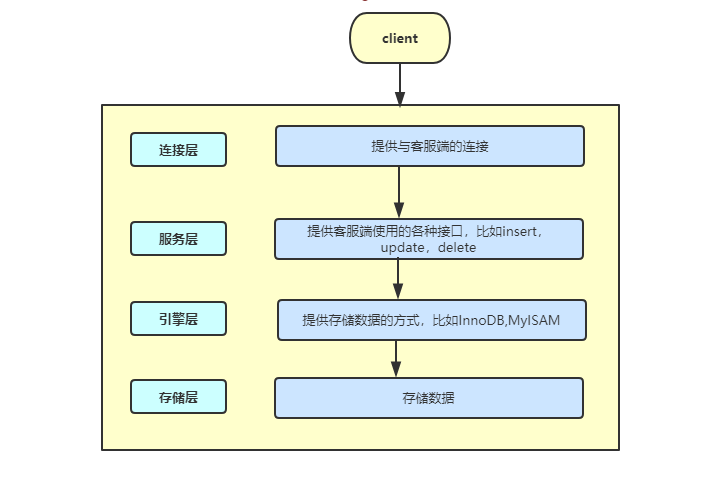 client
连接层
提供与客服端的连接
服务层
提供客服端使用的各种接口，比如insert，
update，delete
引擎层
提供存储数据的方式，比如InnoDB,MyISAM
存储层
存储数据